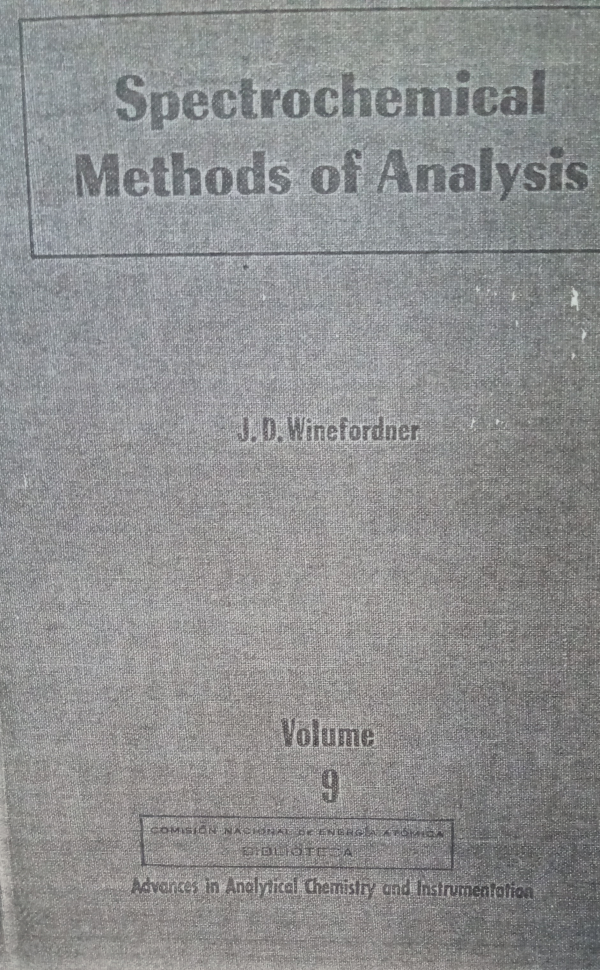 Spectrochemical
Methods of Analysis
J. D. Winefordner
Volume
9
COMISIÓN NACIONAL DE ENERGÍA ATÓMICA
BIBLIOTECA
Advances in Analytical Chemistry and Instrumentation